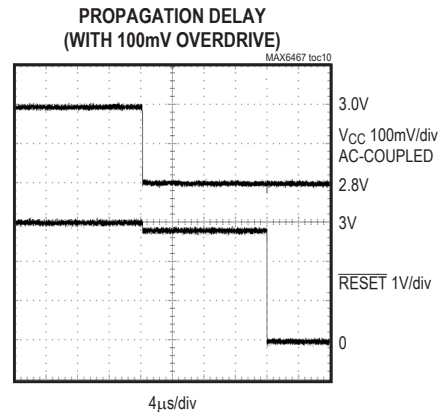 PROPAGATION DELAY
(WITH 100mV OVERDRIVE)
MAX6467 toc10
3.0V
VCC 100mV/div
AC-COUPLED
2.8V
3V
RESET 1V/div
0
4μs/div